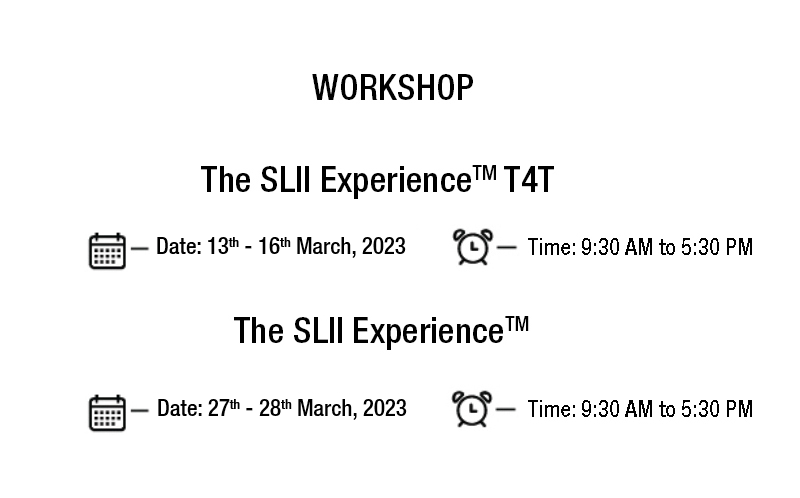 WORKSHOP
The SLII Experience™ T4T
Date: 13th - 16th March, 2023
Time: 9:30 AM to 5:30 PM
The SLII Experience™
Date: 27th - 28th March, 2023
Time: 9:30 AM to 5:30 PM